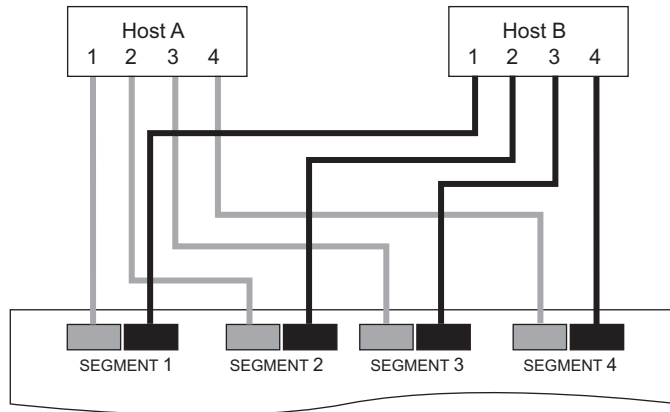 Host A
1 2 3 4
Host B
1 2 3 4
SEGMENT 1
SEGMENT 2
SEGMENT 3
SEGMENT 4